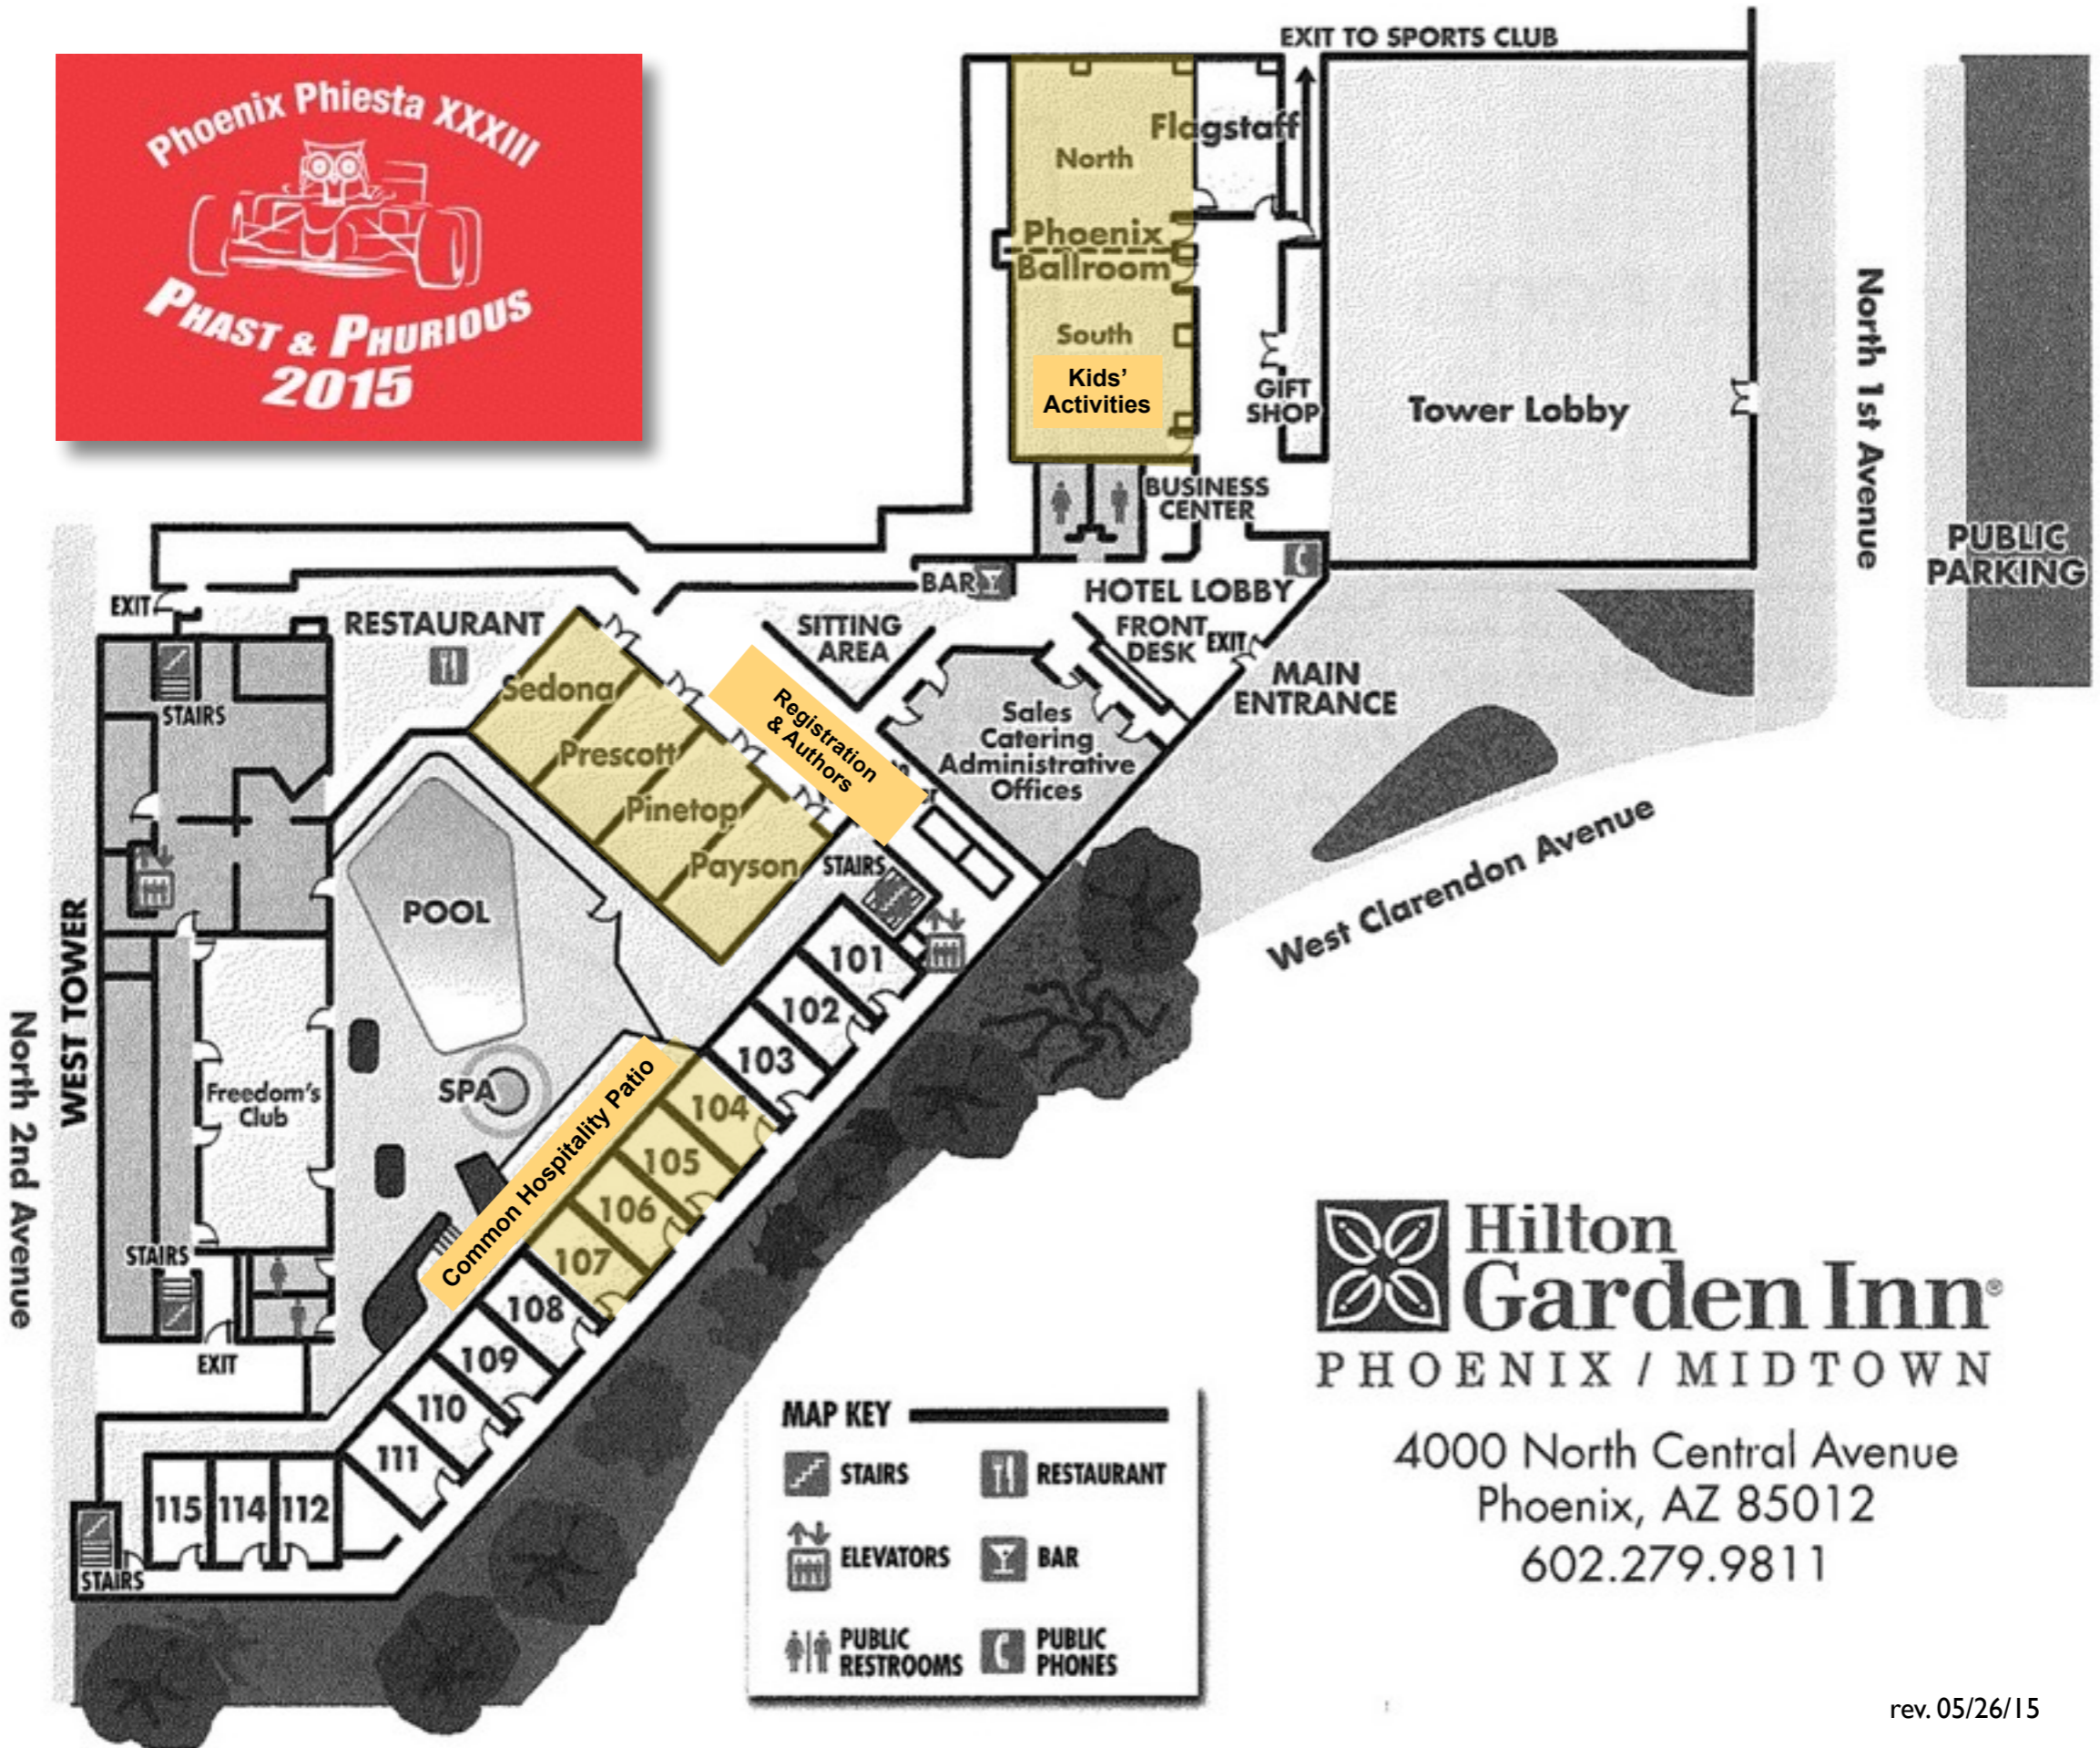 Phoenix Phiesta XXXIII
PHAST & PHURIOUS
2015
EXIT TO SPORTS CLUB
Flagstaff
North
Phoenix
Ballroom
South
Kids’
Activities
GIFT
SHOP
Tower Lobby
North 1st Avenue
PUBLIC
PARKING
BUSINESS
CENTER
BAR
HOTEL LOBBY
FRONT
DESK
EXIT
MAIN
ENTRANCE
SITTING
AREA
EXIT
RESTAURANT
STAIRS
Sedona
Prescott
Pinetop
Payson
Registration
& Authors
Sales
Catering
Administrative
Offices
STAIRS
West Clarendon Avenue
POOL
WEST TOWER
North 2nd Avenue
Freedom's
Club
SPA
Common Hospitality Patio
101
102
103
104
105
106
107
108
109
110
111
112
114
115
STAIRS
EXIT
STAIRS
MAP KEY
STAIRS
RESTAURANT
ELEVATORS
BAR
PUBLIC
RESTROOMS
PUBLIC
PHONES
Hilton
Garden Inn®
PHOENIX / MIDTOWN
4000 North Central Avenue
Phoenix, AZ 85012
602.279.9811
rev. 05/26/15